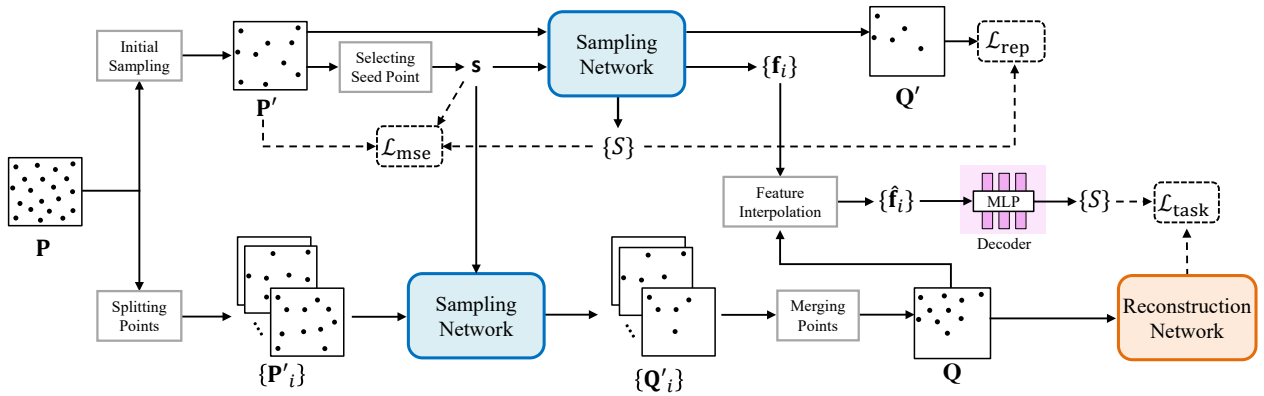 Initial
Sampling
P′
Selecting
Seed Point
s
Sampling
Network
{f_i}
Q′
ℒ_rep
ℒ_mse
{S}
P
Feature
Interpolation
{f̂_i}
MLP
Decoder
{S}
ℒ_task
Splitting
Points
{P′_i}
Sampling
Network
{Q′_i}
Merging
Points
Q
Reconstruction
Network